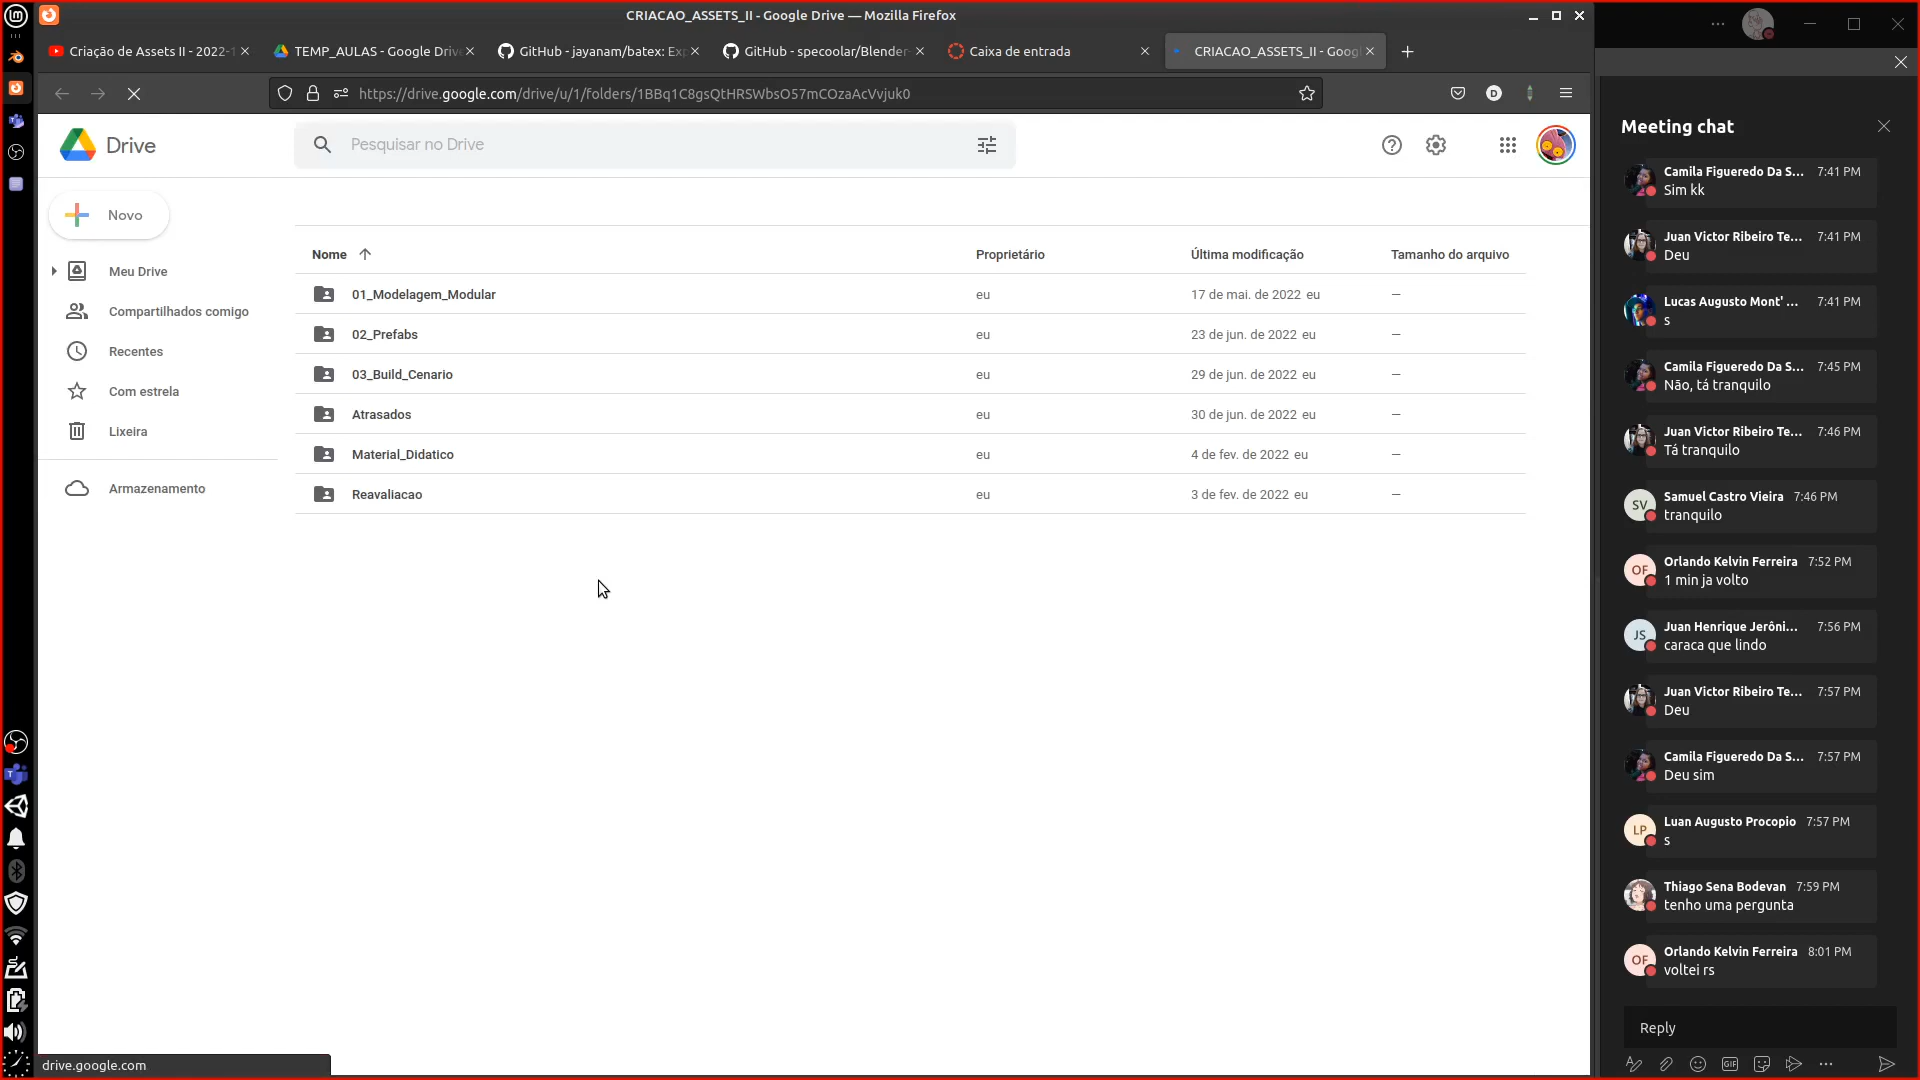 CRIACAO_ASSETS_II - Google Drive — Mozilla Firefox
Criação de Assets II - 2022-1
TEMP_AULAS - Google Drive
GitHub - jayanam/batex: Exp
GitHub - specoolar/Blender-
Caixa de entrada
CRIACAO_ASSETS_II - Googl
https://drive.google.com/drive/u/1/folders/1BBq1C8gsQtHRSWbsO57mCOzaAcVvjuk0
Drive
Pesquisar no Drive
Novo
Meu Drive
Compartilhados comigo
Recentes
Com estrela
Lixeira
Armazenamento
Nome Proprietário Última modificação Tamanho do arquivo
01_Modelagem_Modular eu 17 de mai. de 2022 eu —
02_Prefabs eu 23 de jun. de 2022 eu —
03_Build_Cenario eu 29 de jun. de 2022 eu —
Atrasados eu 30 de jun. de 2022 eu —
Material_Didatico eu 4 de fev. de 2022 eu —
Reavaliacao eu 3 de fev. de 2022 eu —
drive.google.com
Meeting chat
Camila Figueredo Da S... 7:41 PM
Sim kk
Juan Victor Ribeiro Te... 7:41 PM
Deu
Lucas Augusto Mont' ... 7:41 PM
s
Camila Figueredo Da S... 7:45 PM
Não, tá tranquilo
Juan Victor Ribeiro Te... 7:46 PM
Tá tranquilo
SV
Samuel Castro Vieira 7:46 PM
tranquilo
OF
Orlando Kelvin Ferreira 7:52 PM
1 min ja volto
JS
Juan Henrique Jerôni... 7:56 PM
caraca que lindo
Juan Victor Ribeiro Te... 7:57 PM
Deu
Camila Figueredo Da S... 7:57 PM
Deu sim
LP
Luan Augusto Procopio 7:57 PM
s
Thiago Sena Bodevan 7:59 PM
tenho uma pergunta
OF
Orlando Kelvin Ferreira 8:01 PM
voltei rs
Reply
GIF